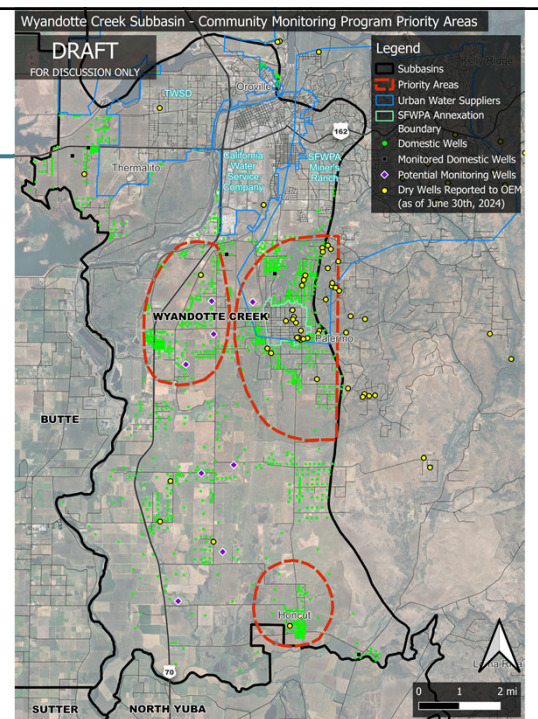 Wyandotte Creek Subbasin - Community Monitoring Program Priority Areas
DRAFT
FOR DISCUSSION ONLY
Legend
Subbasins
Priority Areas
Urban Water Suppliers
SFWPA Annexation
Boundary
Domestic Wells
Monitored Domestic Wells
Potential Monitoring Wells
Dry Wells Reported to OEM
(as of June 30th, 2024)
TWSD
Oroville
162
Thermalito
California
Water
Service
Company
SFWPA
Miner's
Ranch
WYANDOTTE CREEK
Palermo
BUTTE
Honcut
70
SUTTER
NORTH YUBA
0 1 2 mi